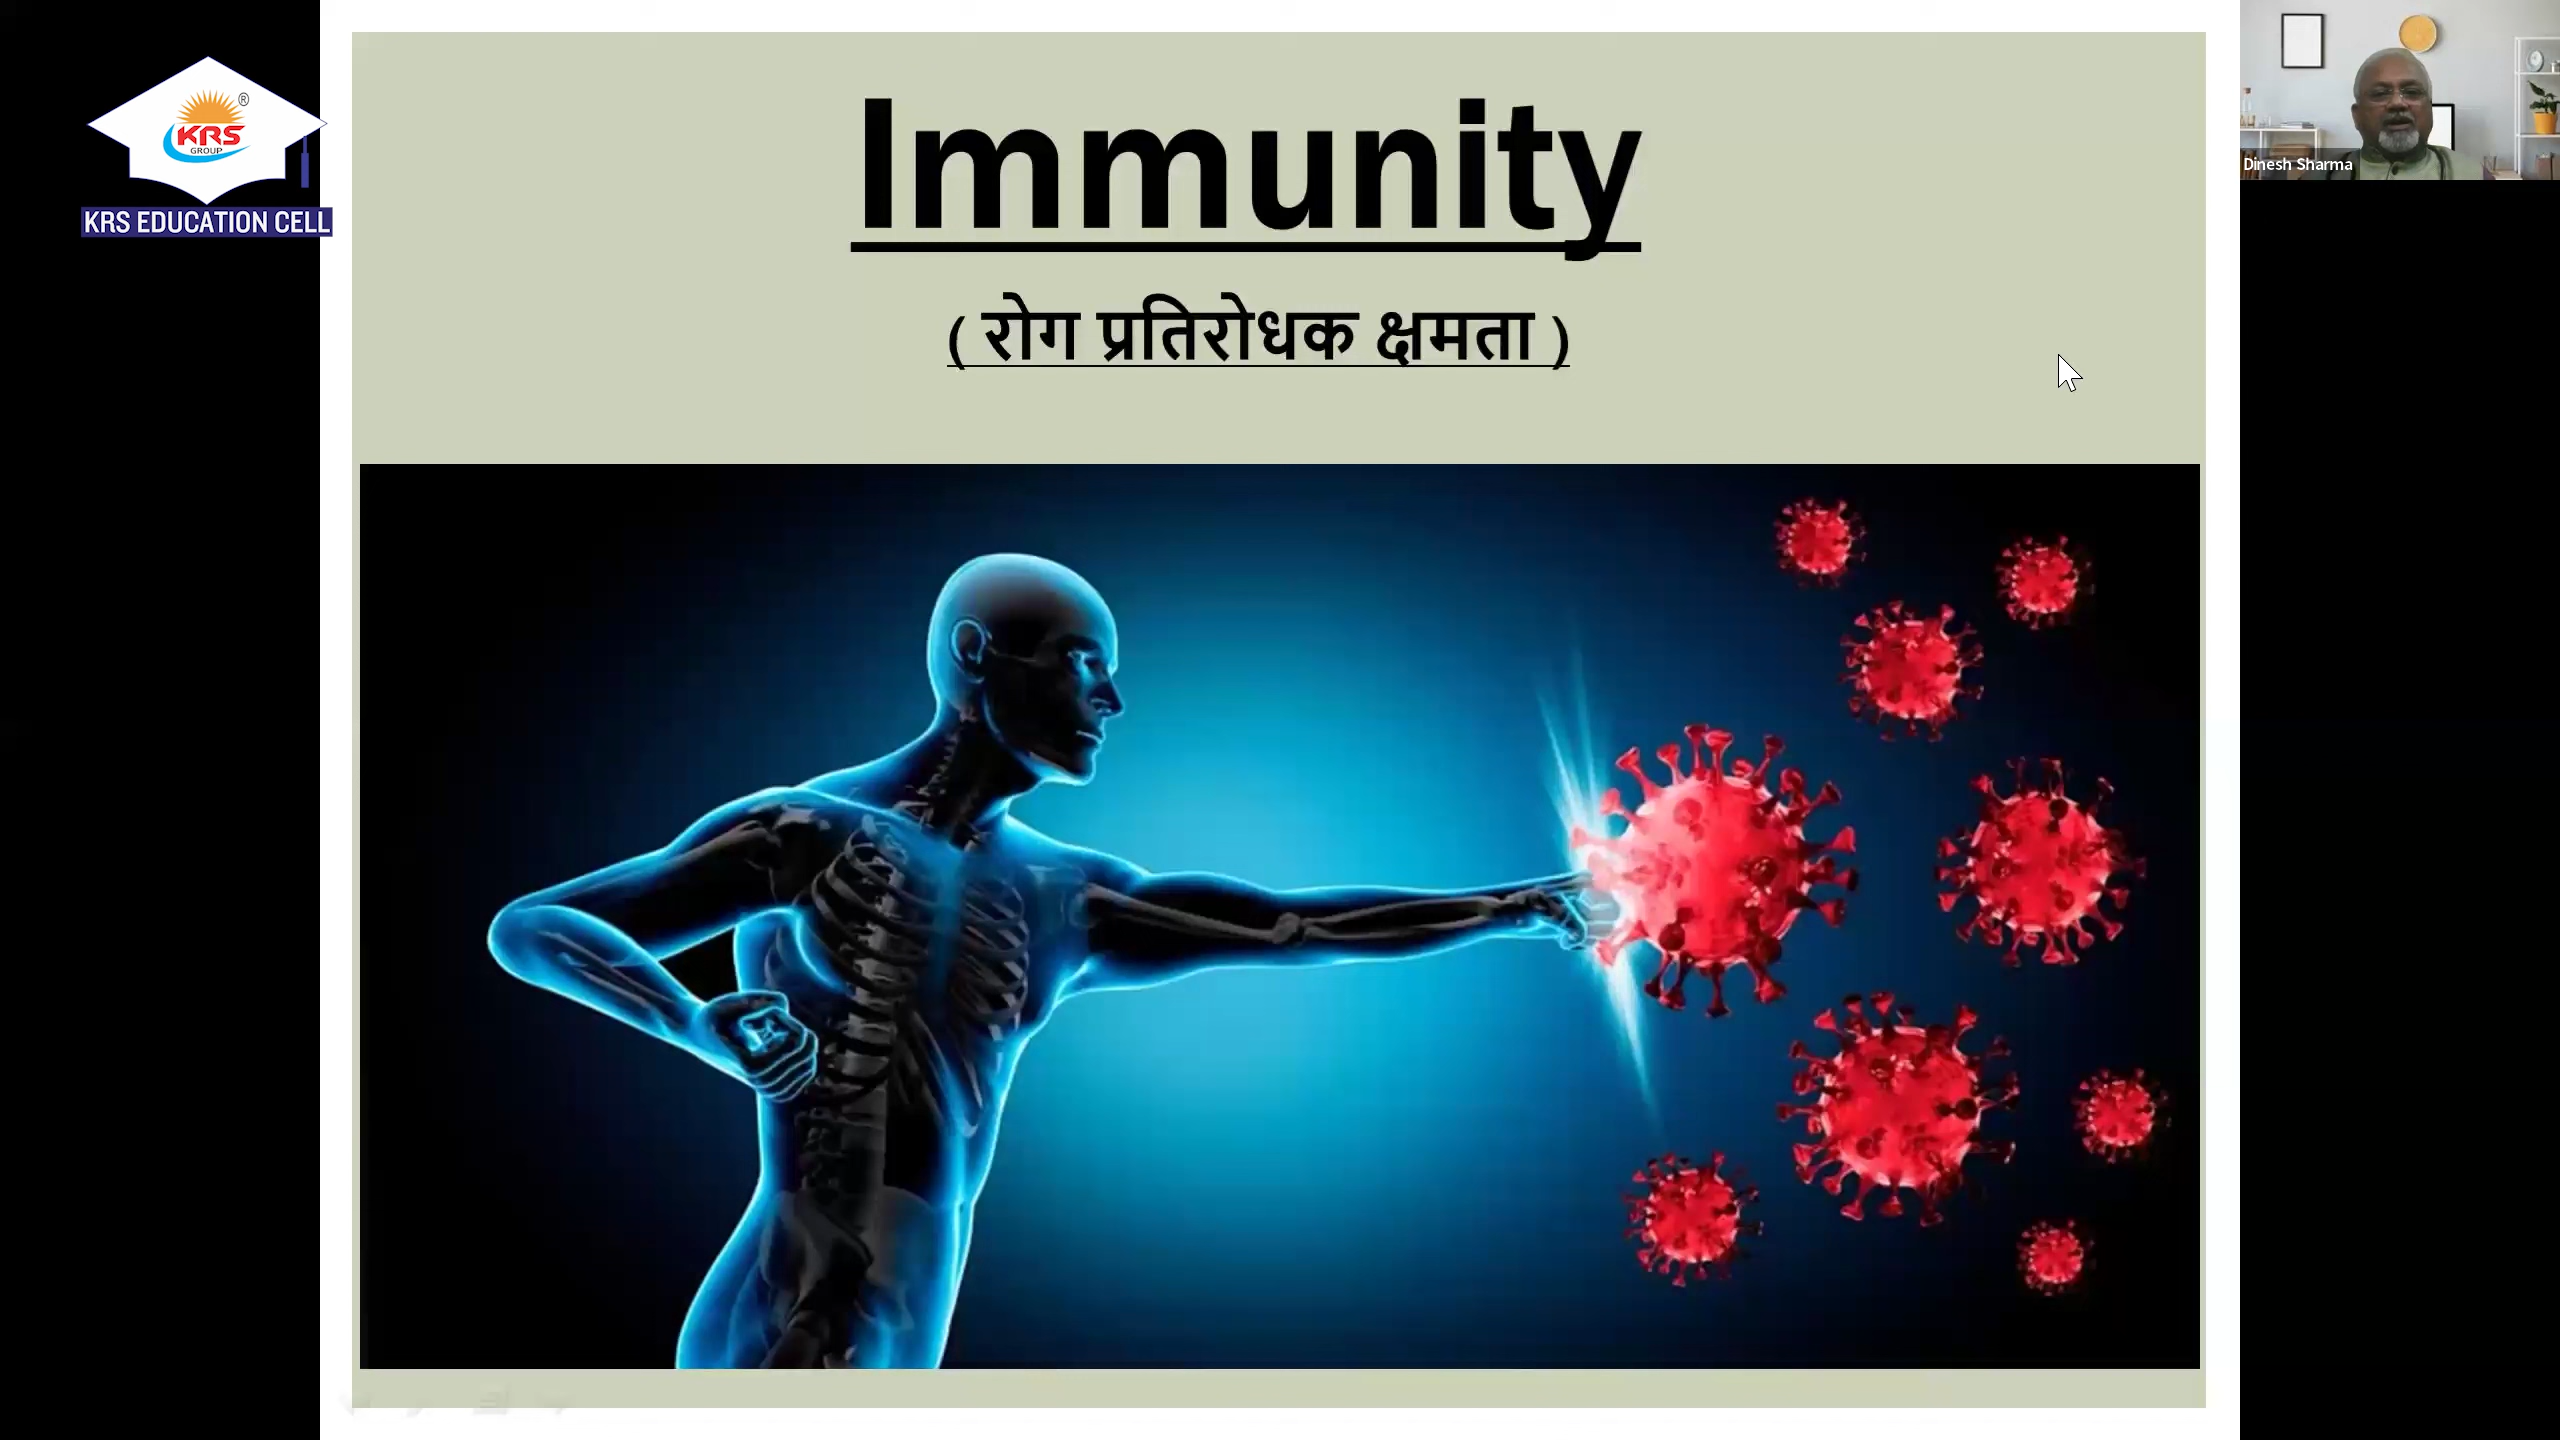 Immunity
( रोग प्रतिरोधक क्षमता )
KRS ®
GROUP
KRS EDUCATION CELL
Dinesh Sharma